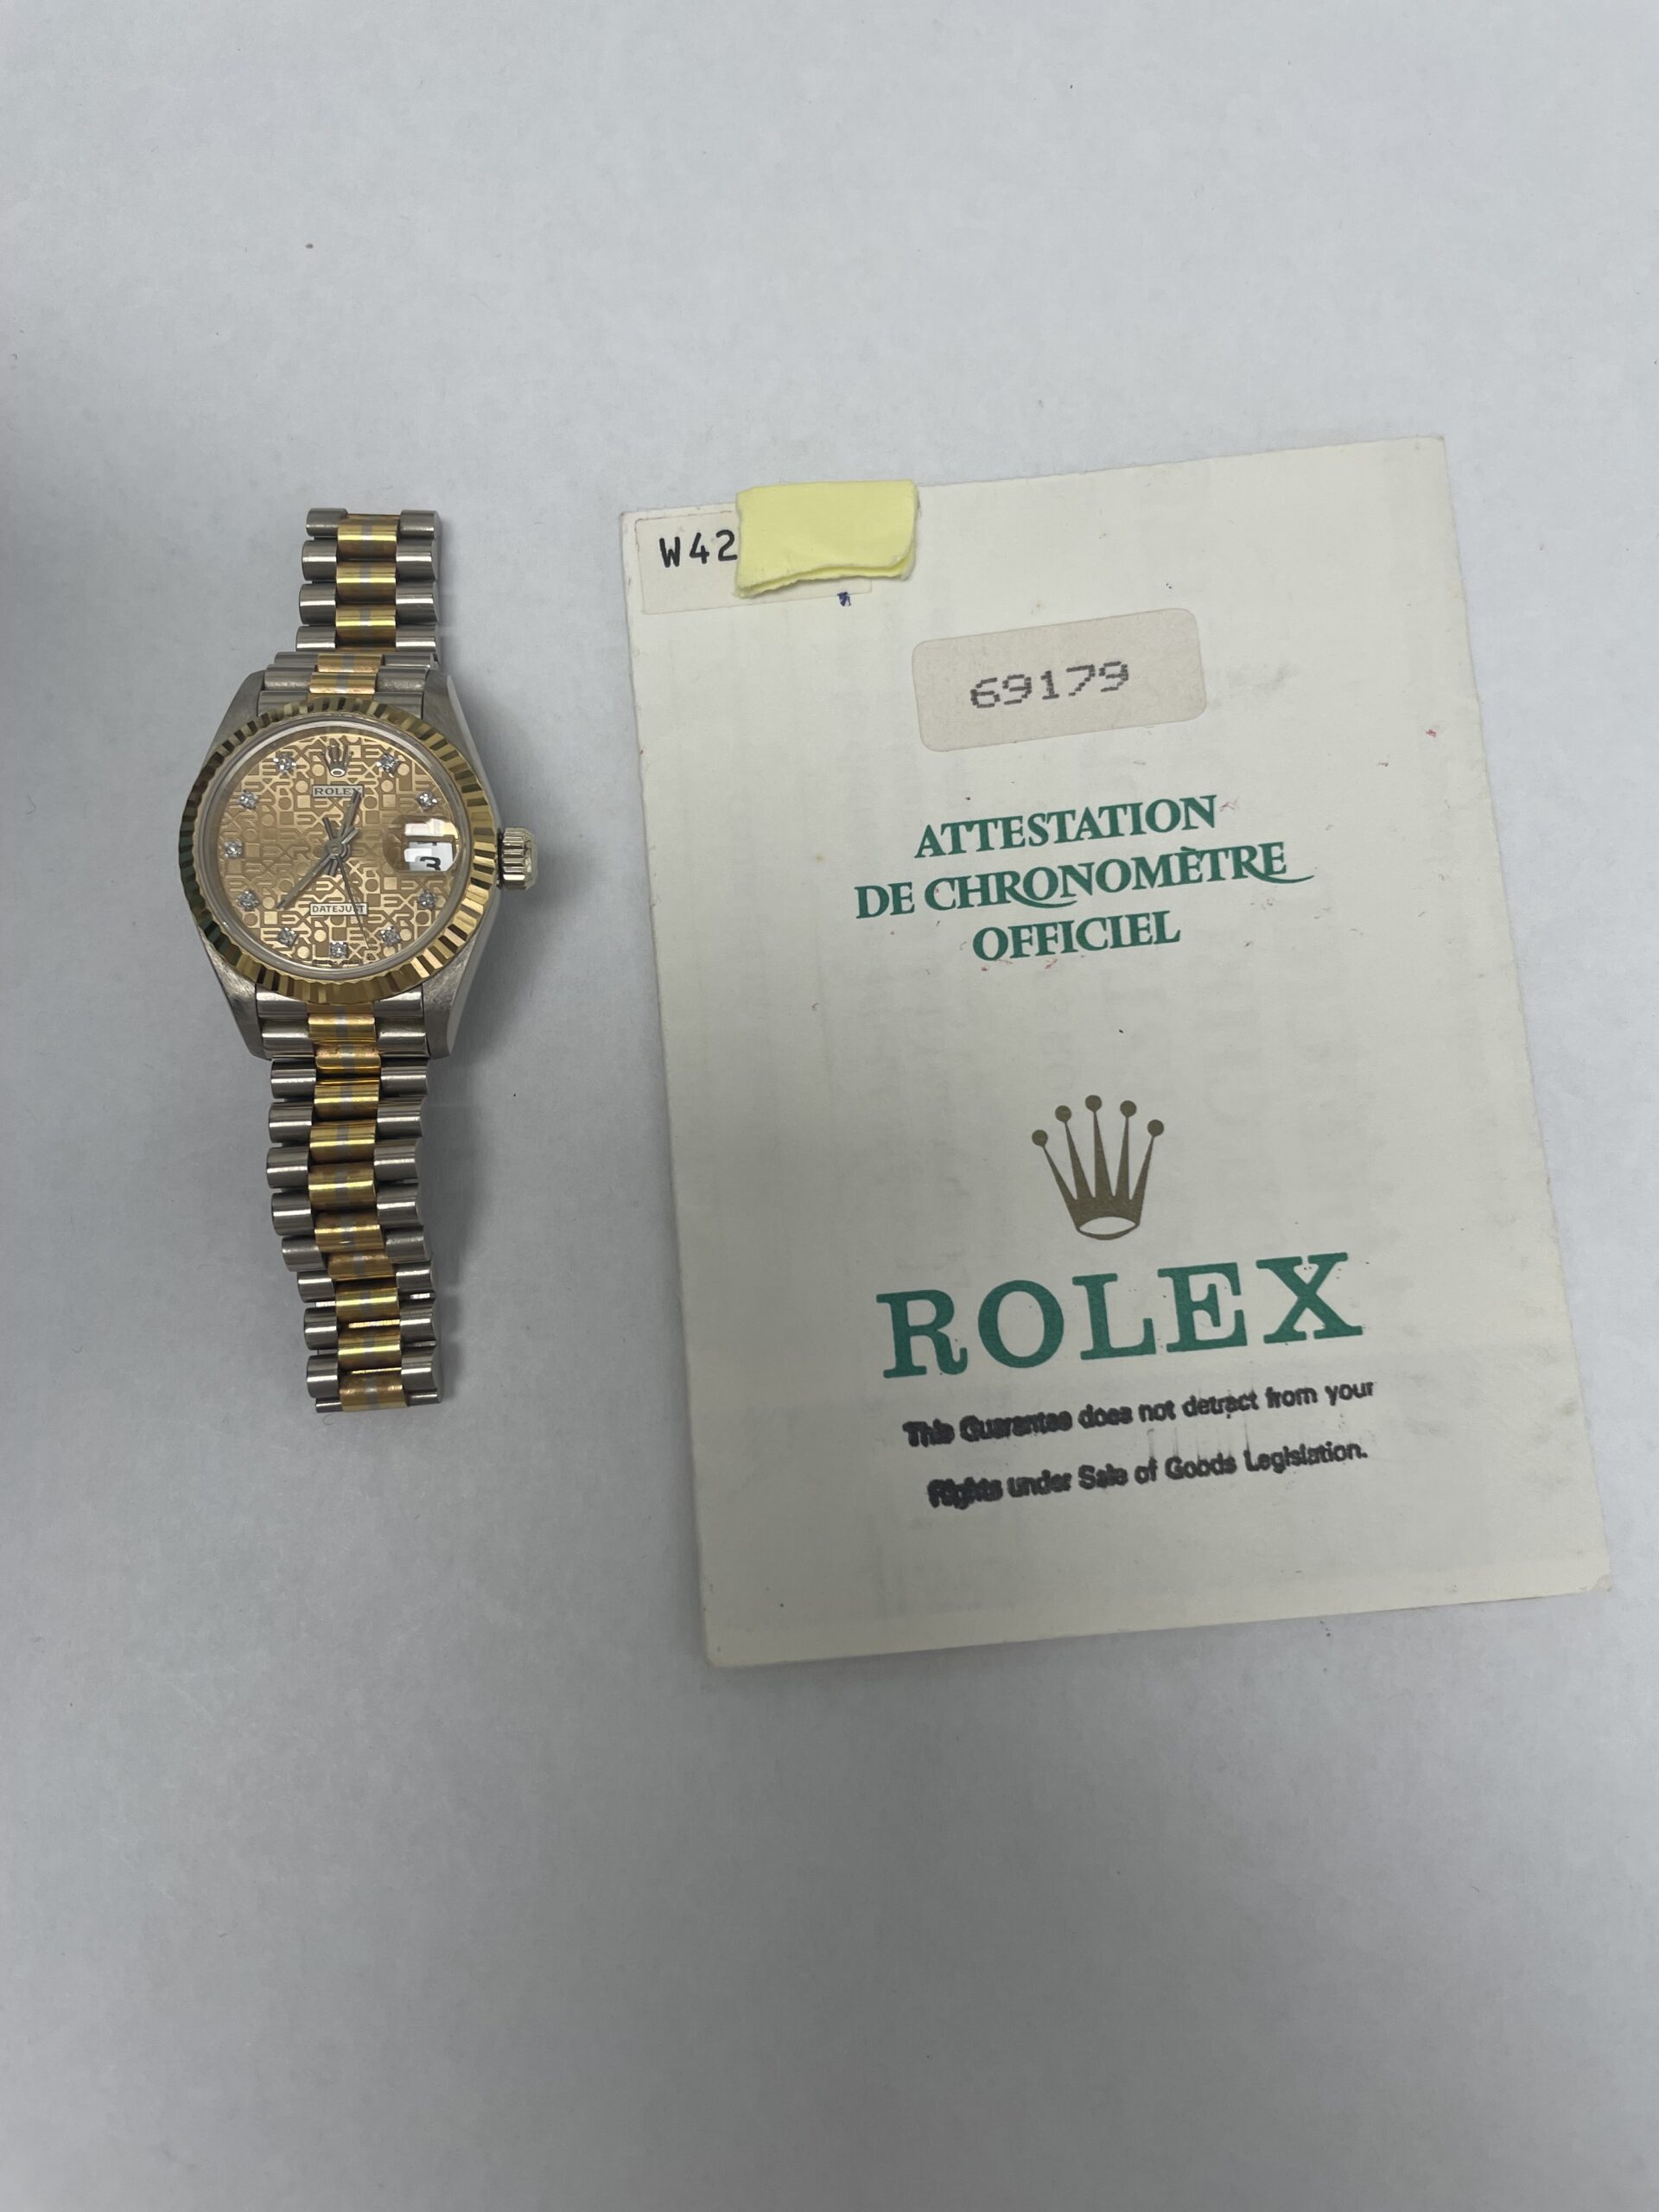 ROLEX
3
DATEJUST
W42
69179
ATTESTATION
DE CHRONOMÈTRE
OFFICIEL
ROLEX
This Guarantee does not detract from your
Rights under Sale of Goods Legislation.